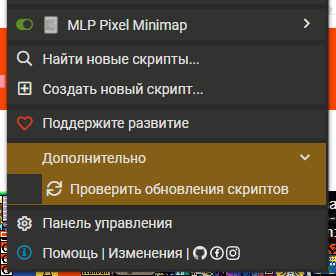 MLP Pixel Minimap
Найти новые скрипты...
Создать новый скрипт...
Поддержите развитие
Дополнительно
Проверить обновления скриптов
Панель управления
Помощь | Изменения |